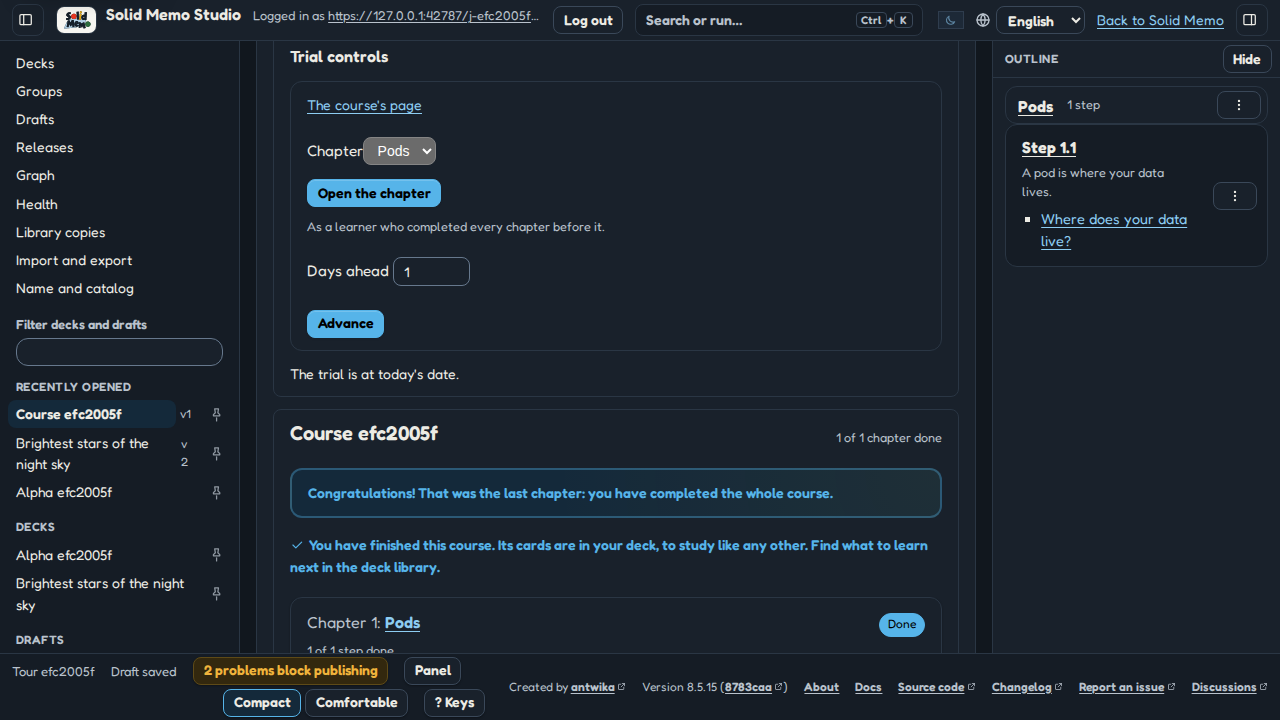 Solid Memo Studio
Logged in as https://127.0.0.1:42787/j-efc2005f...
Log out
Search or run...
Ctrl+K
English
Back to Solid Memo
Decks
Groups
Drafts
Releases
Graph
Health
Library copies
Import and export
Name and catalog
Filter decks and drafts
RECENTLY OPENED
Course efc2005f v1
Brightest stars of the
night sky
v
2
Alpha efc2005f
DECKS
Alpha efc2005f
Brightest stars of the night
sky
DRAFTS
Trial controls
The course's page
Chapter Pods
Open the chapter
As a learner who completed every chapter before it.
Days ahead 1
Advance
The trial is at today's date.
Course efc2005f
1 of 1 chapter done
Congratulations! That was the last chapter: you have completed the whole course.
✓ You have finished this course. Its cards are in your deck, to study like any other. Find what to learn
next in the deck library.
Chapter 1: Pods
Done
1 of 1 step done
OUTLINE
Hide
Pods 1 step
Step 1.1
A pod is where your data
lives.
Where does your data
live?
Tour efc2005f
Draft saved
2 problems block publishing
Panel
Compact
Comfortable
? Keys
Created by antwika
Version 8.5.15 (8783caa)
About
Docs
Source code
Changelog
Report an issue
Discussions